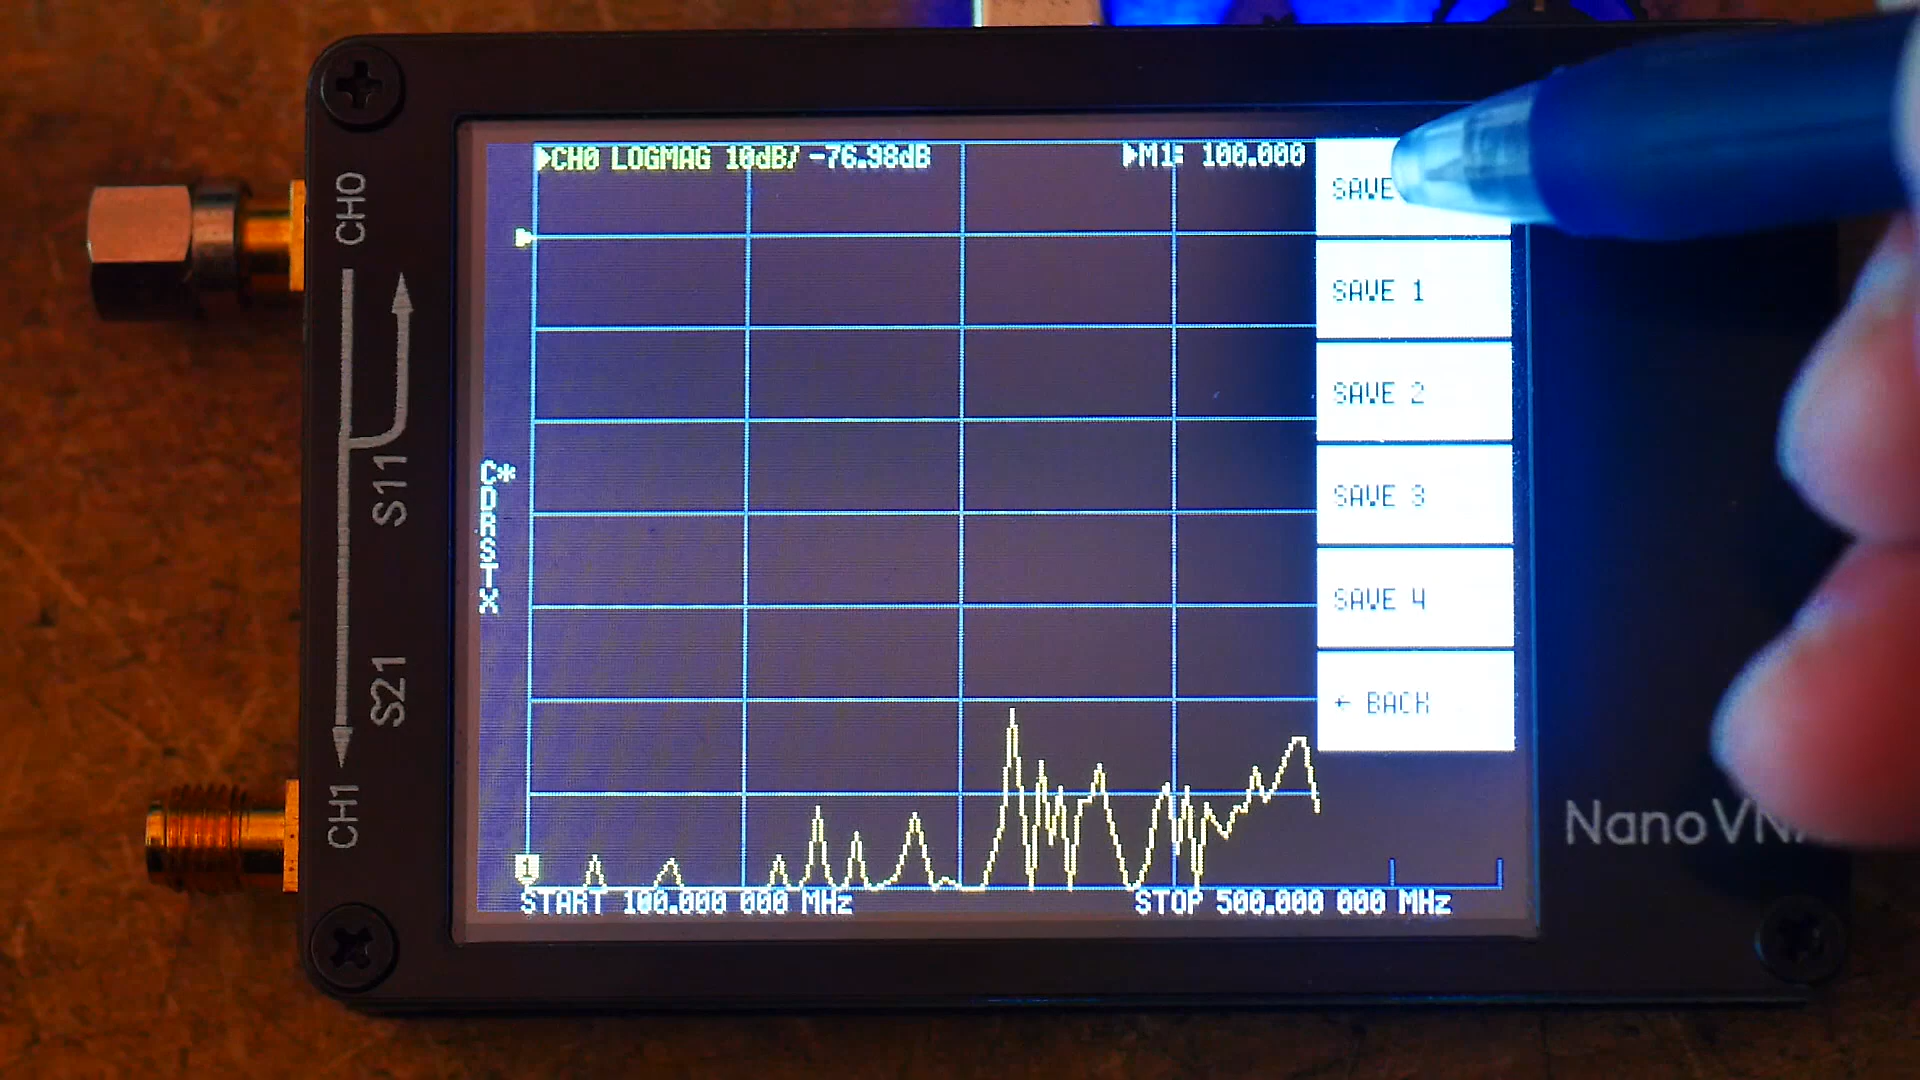 CH0 LOGMAG 10dB/ -76.98dB
M1: 100.000
SAVE
SAVE 1
SAVE 2
SAVE 3
SAVE 4
← BACK
C*
D
R
S
T
X
1
START 100.000 000 MHz
STOP 500.000 000 MHz
CH0
S11
S21
CH1